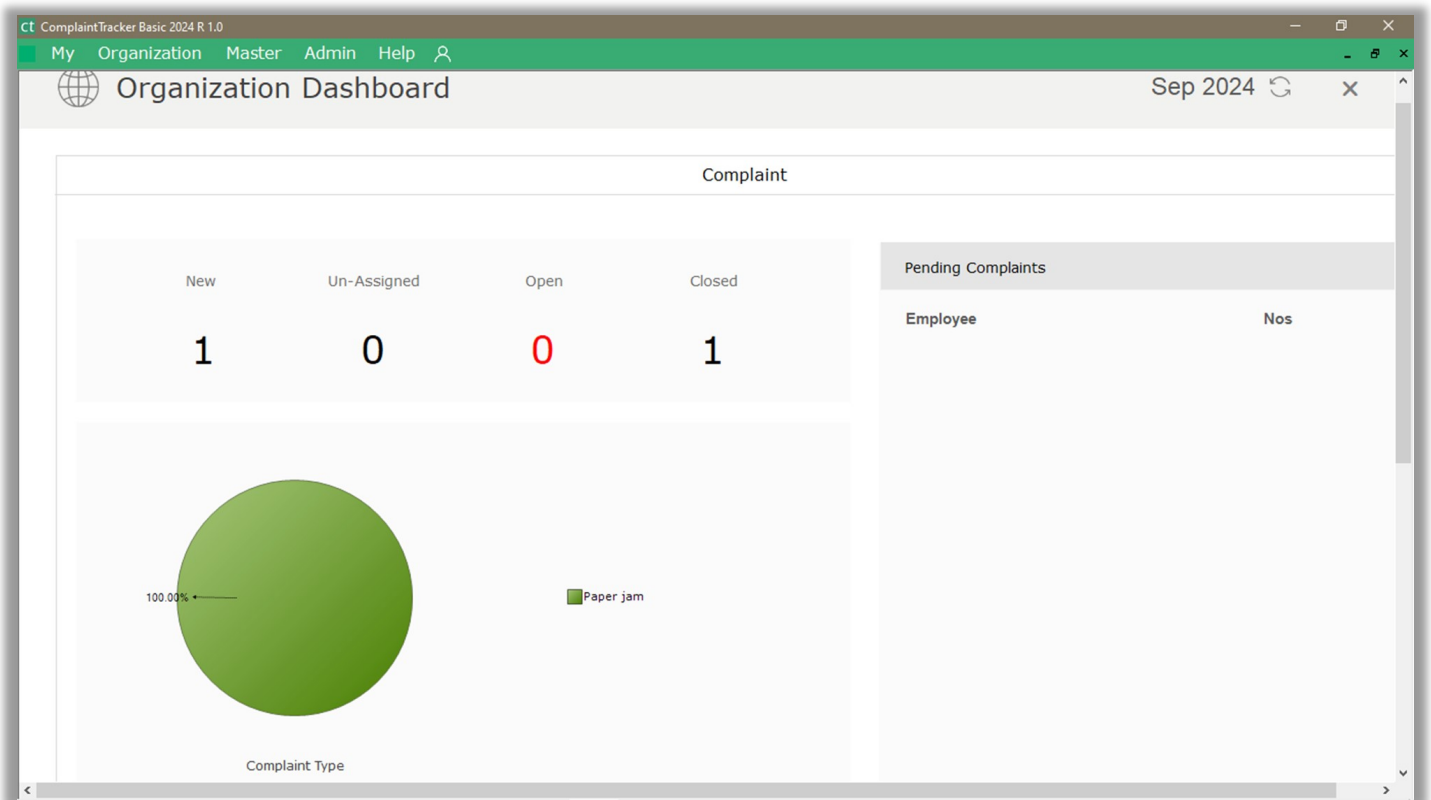 ct ComplaintTracker Basic 2024 R 1.0
My Organization Master Admin Help
Organization Dashboard
Sep 2024
Complaint
New Un-Assigned Open Closed
1 0 0 1
Pending Complaints
Employee Nos
100.00%
Paper jam
Complaint Type